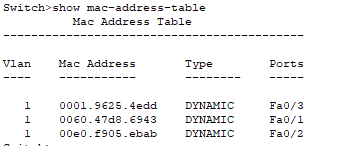 Switch>show mac-address-table
Mac Address Table
-------------------------------------------
Vlan Mac Address Type Ports
---- ----------- -------- -----
1 0001.9625.4edd DYNAMIC Fa0/3
1 0060.47d8.6943 DYNAMIC Fa0/1
1 00e0.f905.ebab DYNAMIC Fa0/2